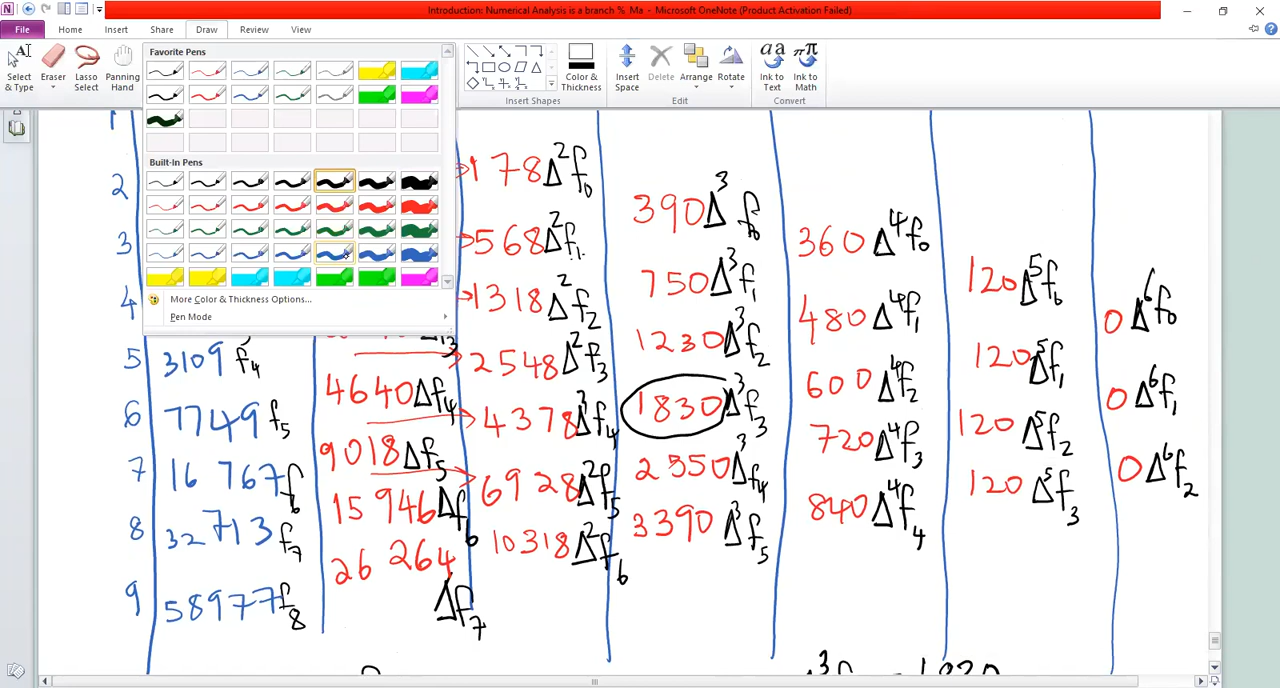 Introduction: Numerical Analysis is a branch % Ma - Microsoft OneNote (Product Activation Failed)
File Home Insert Share Draw Review View
Select & Type Eraser Lasso Select Panning Hand
Favorite Pens
Built-In Pens
More Color & Thickness Options...
Pen Mode
Color & Thickness Insert Space Delete Arrange Rotate Ink to Text Ink to Math
Insert Shapes Edit Convert
1
2 178 Δ²f₀ 390 Δ³f₀
3 568 Δ²f₁ 750 Δ³f₁ 360 Δ⁴f₀ 120 Δ⁵f₀
4 1318 Δ²f₂ 1230 Δ³f₂ 480 Δ⁴f₁ 0 Δ⁶f₀
5 3109 f₄ 2548 Δ²f₃ 1830 Δ³f₃ 600 Δ⁴f₂ 120 Δ⁵f₁ 0 Δ⁶f₁
6 7749 f₅ 4640 Δf₄ 4378 Δ³f₄ 720 Δ⁴f₃ 120 Δ⁵f₂
7 16 767 f₆ 9018 Δf₅ 6928 Δ²f₅ 2550 Δ³f₄ 120 Δ⁵f₃ 0 Δ⁶f₂
8 32 713 f₇ 15 946 Δf₆ 10318 Δ²f₆ 3390 Δ³f₅ 840 Δ⁴f₄
9 58977 f₈ 26 264 Δf₇